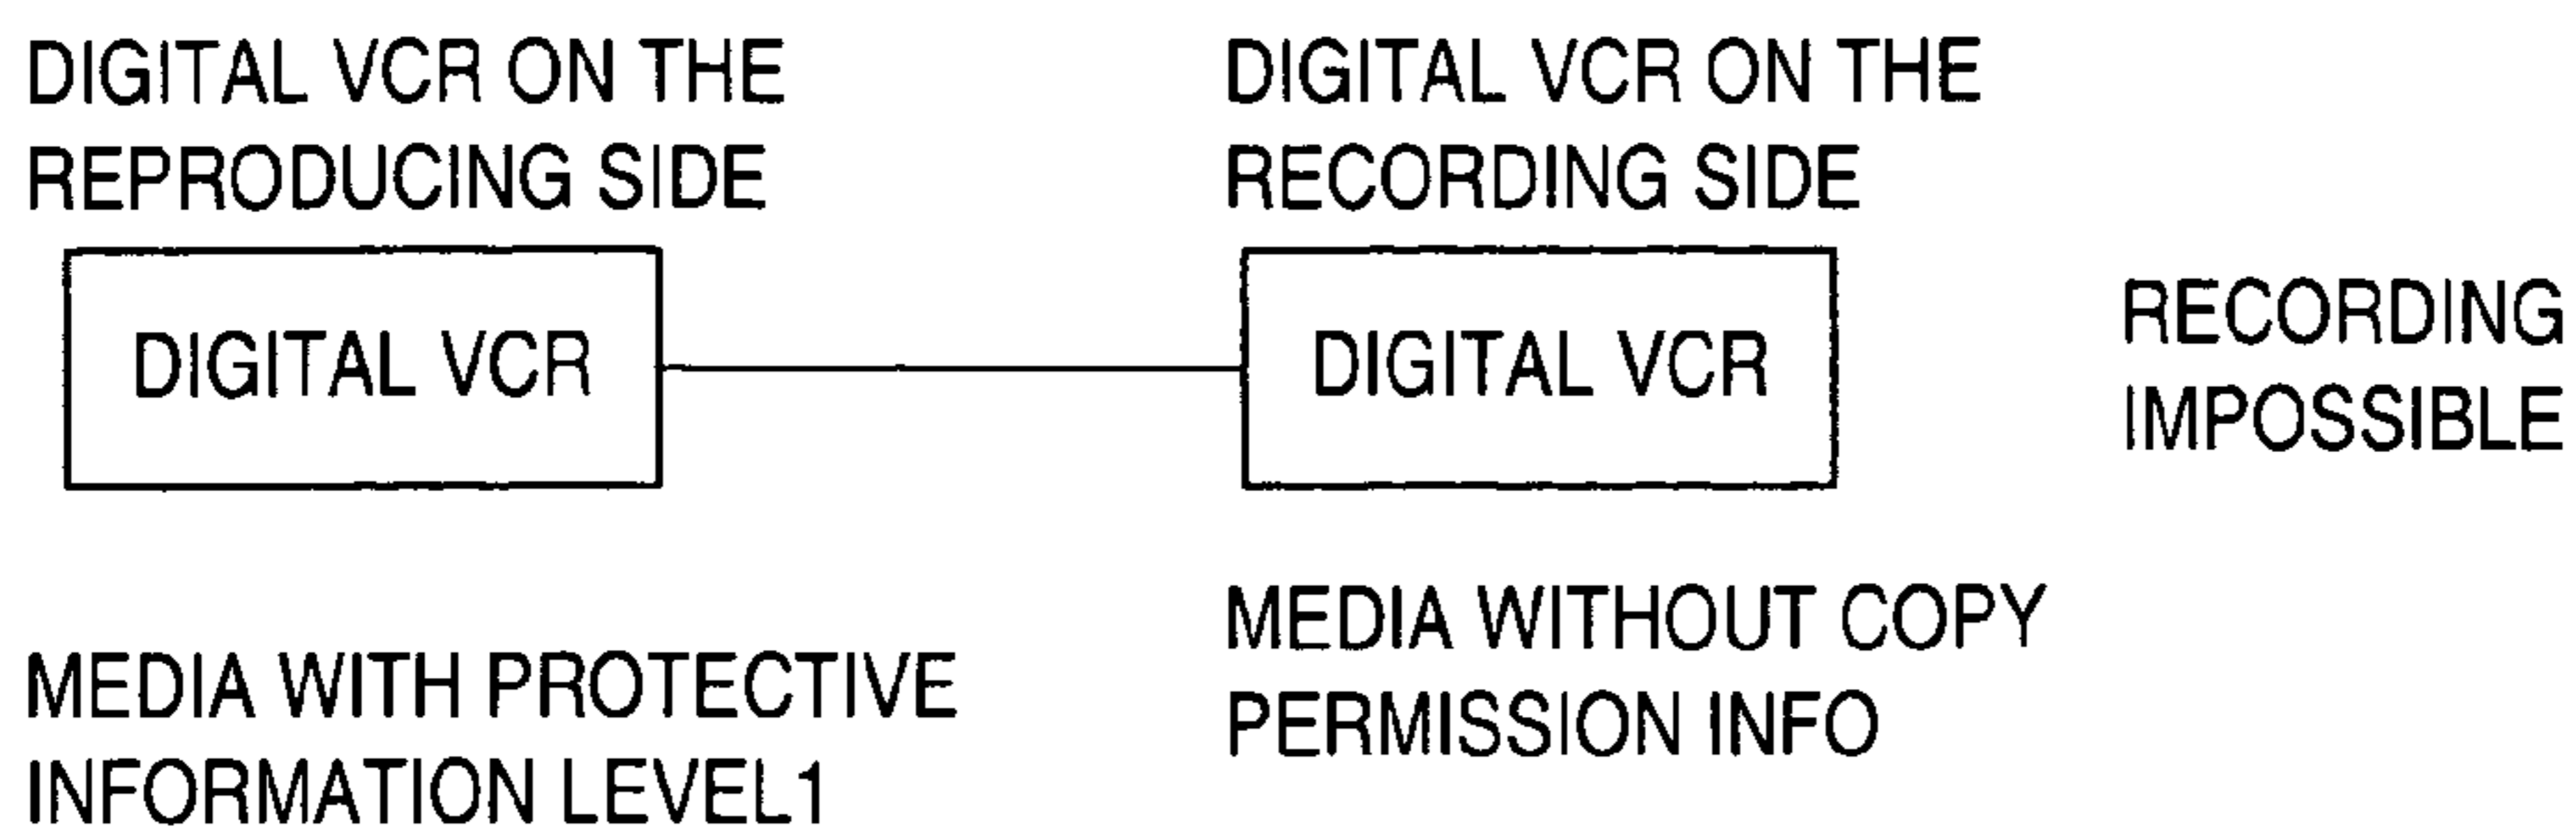 DIGITAL VCR ON THE
REPRODUCING SIDE
DIGITAL VCR
MEDIA WITH PROTECTIVE
INFORMATION LEVEL1
DIGITAL VCR ON THE
RECORDING SIDE
DIGITAL VCR
MEDIA WITHOUT COPY
PERMISSION INFO
RECORDING
IMPOSSIBLE